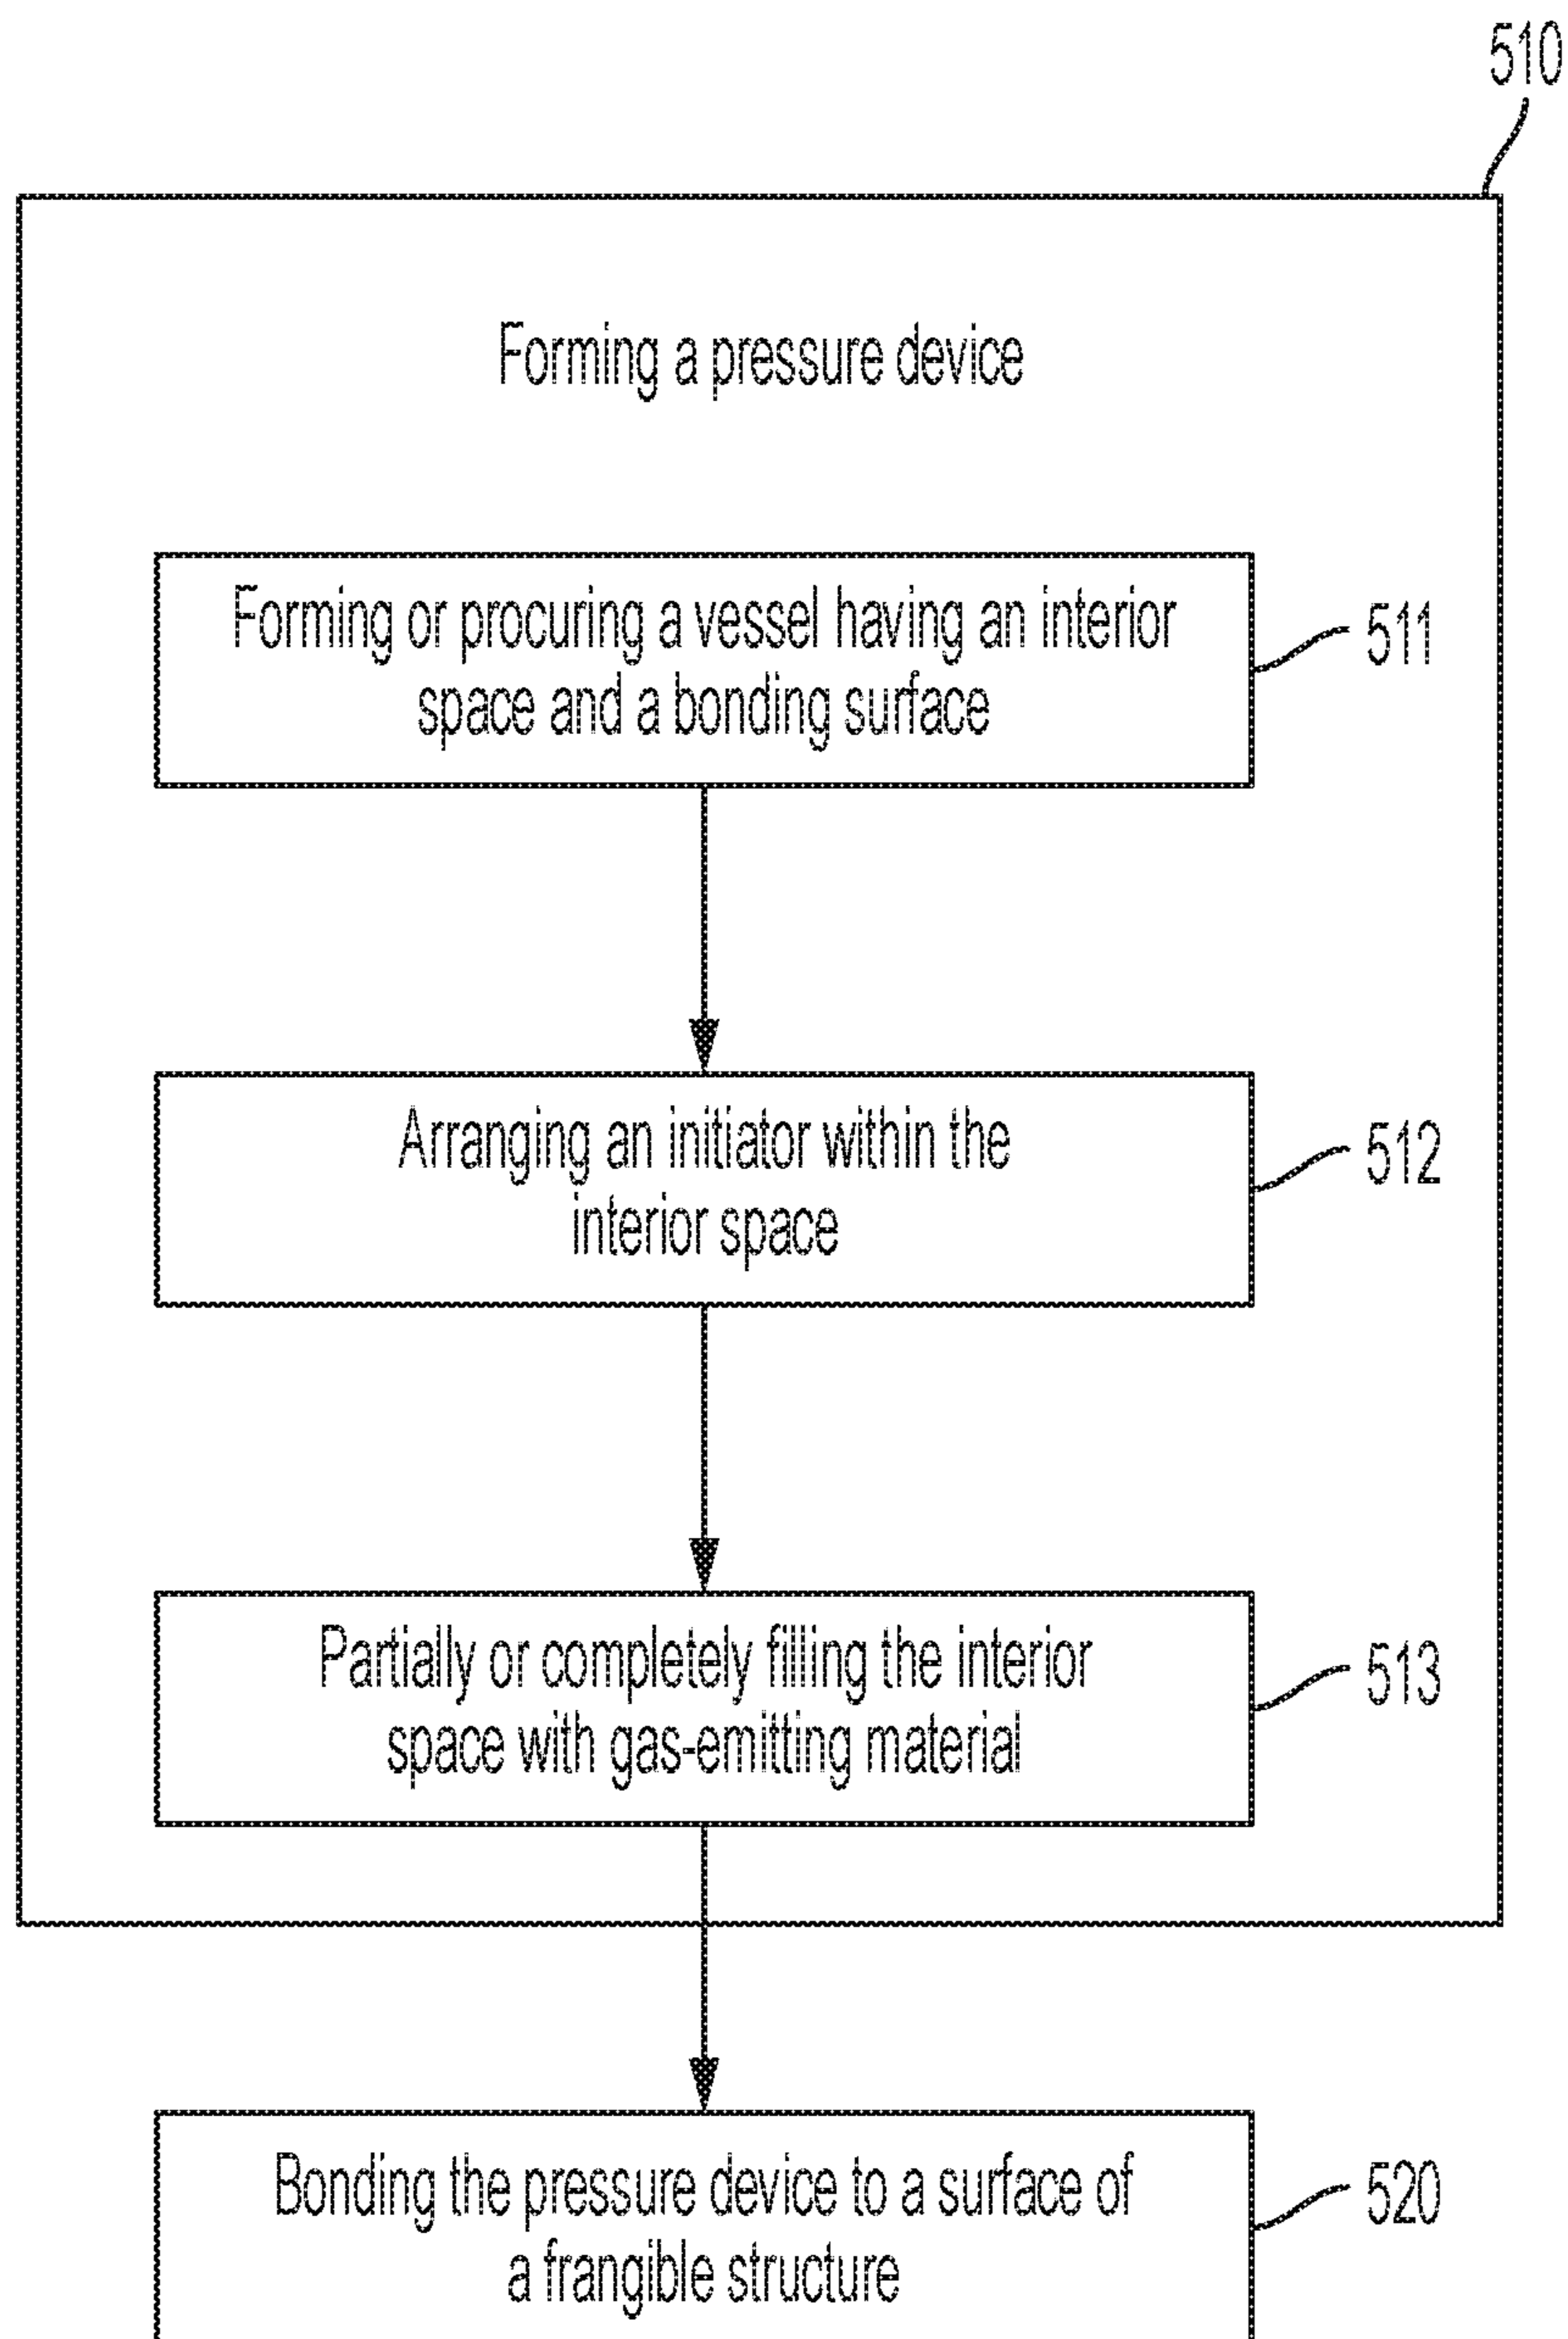 510
Forming a pressure device
Forming or procuring a vessel having an interior
space and a bonding surface
511
Arranging an initiator within the
interior space
512
Partially or completely filling the interior
space with gas-emitting material
513
Bonding the pressure device to a surface of
a frangible structure
520